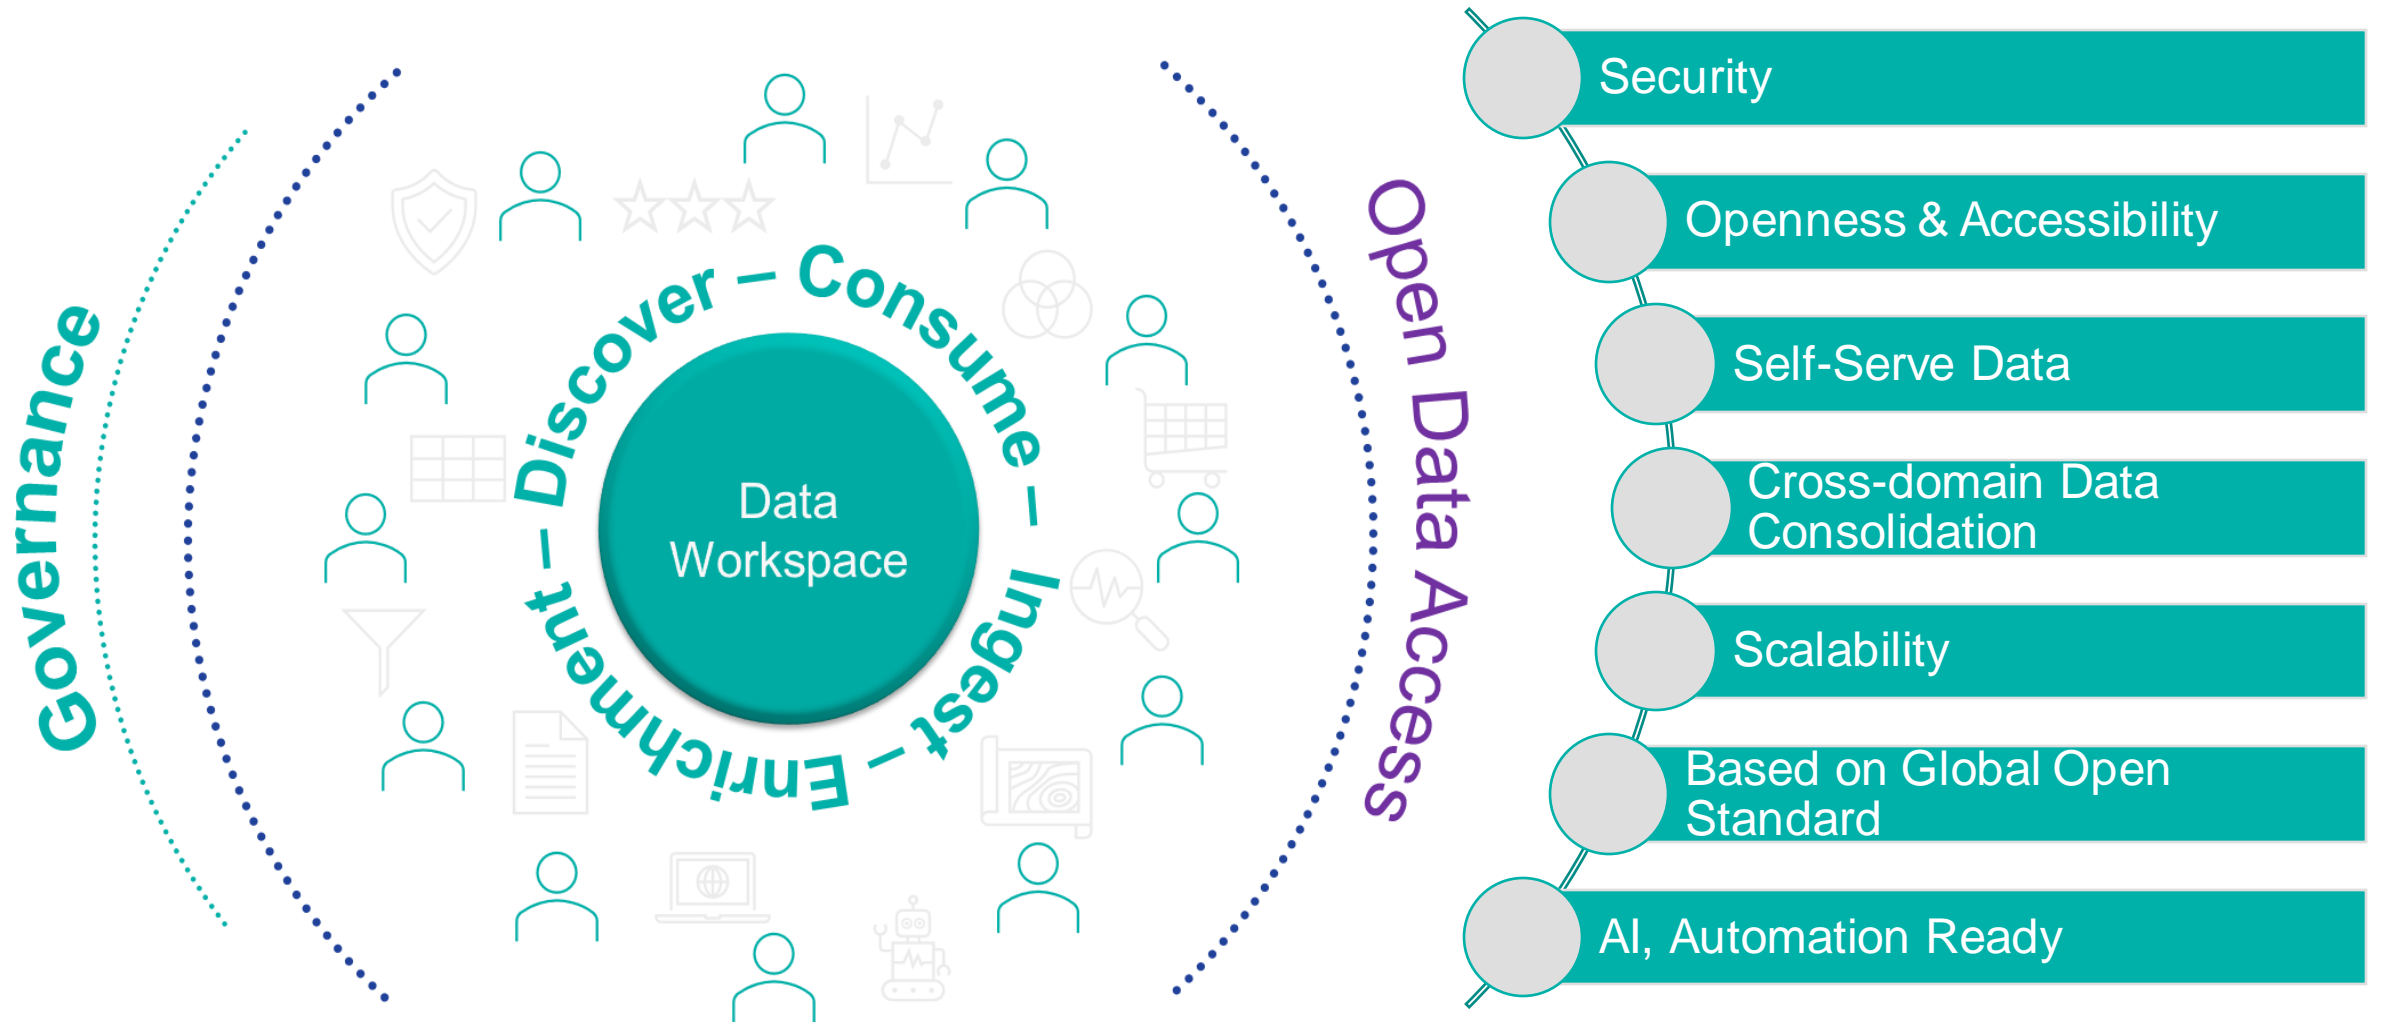 Governance
Discover – Consume –
Ingest – Enrichment –
Data
Workspace
Open Data Access
Security
Openness & Accessibility
Self-Serve Data
Cross-domain Data
Consolidation
Scalability
Based on Global Open
Standard
AI, Automation Ready